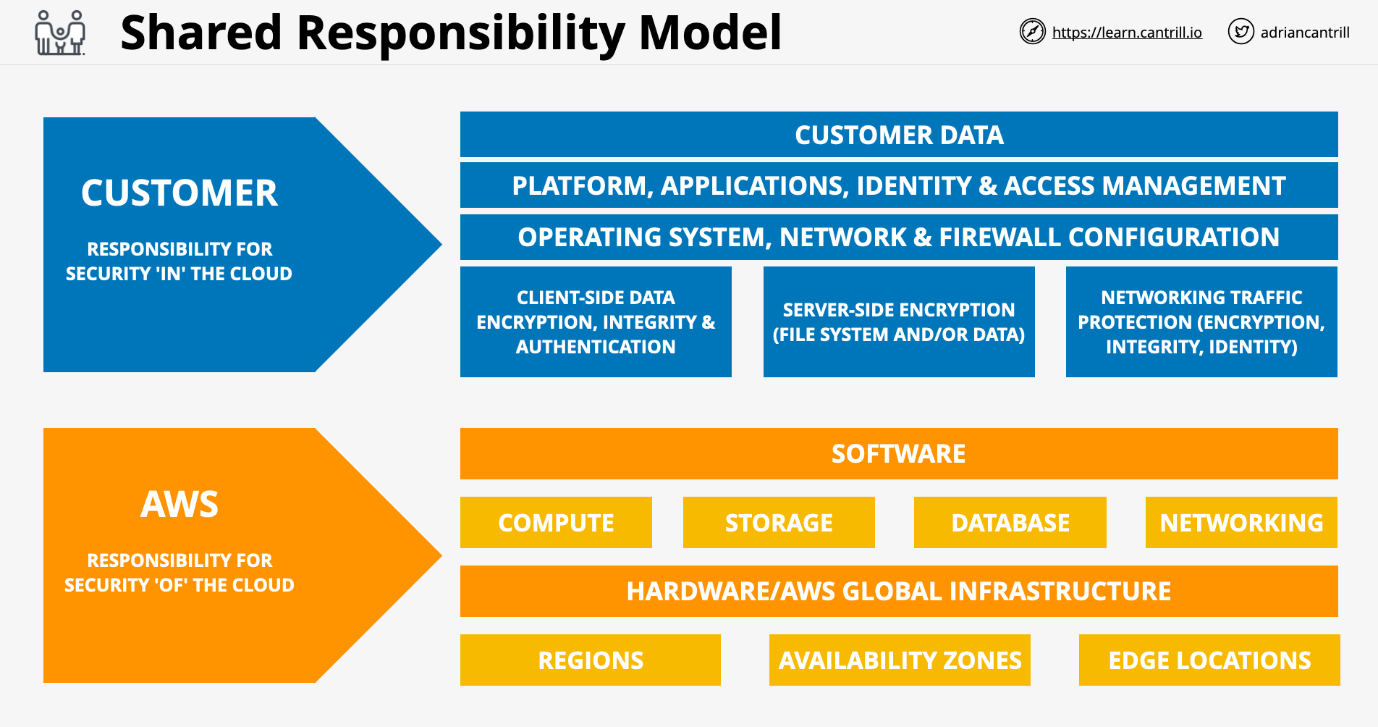 Shared Responsibility Model
https://learn.cantrill.io
adriancantrill
CUSTOMER
RESPONSIBILITY FOR
SECURITY 'IN' THE CLOUD
CUSTOMER DATA
PLATFORM, APPLICATIONS, IDENTITY & ACCESS MANAGEMENT
OPERATING SYSTEM, NETWORK & FIREWALL CONFIGURATION
CLIENT-SIDE DATA
ENCRYPTION, INTEGRITY &
AUTHENTICATION
SERVER-SIDE ENCRYPTION
(FILE SYSTEM AND/OR DATA)
NETWORKING TRAFFIC
PROTECTION (ENCRYPTION,
INTEGRITY, IDENTITY)
AWS
RESPONSIBILITY FOR
SECURITY 'OF' THE CLOUD
SOFTWARE
COMPUTE
STORAGE
DATABASE
NETWORKING
HARDWARE/AWS GLOBAL INFRASTRUCTURE
REGIONS
AVAILABILITY ZONES
EDGE LOCATIONS